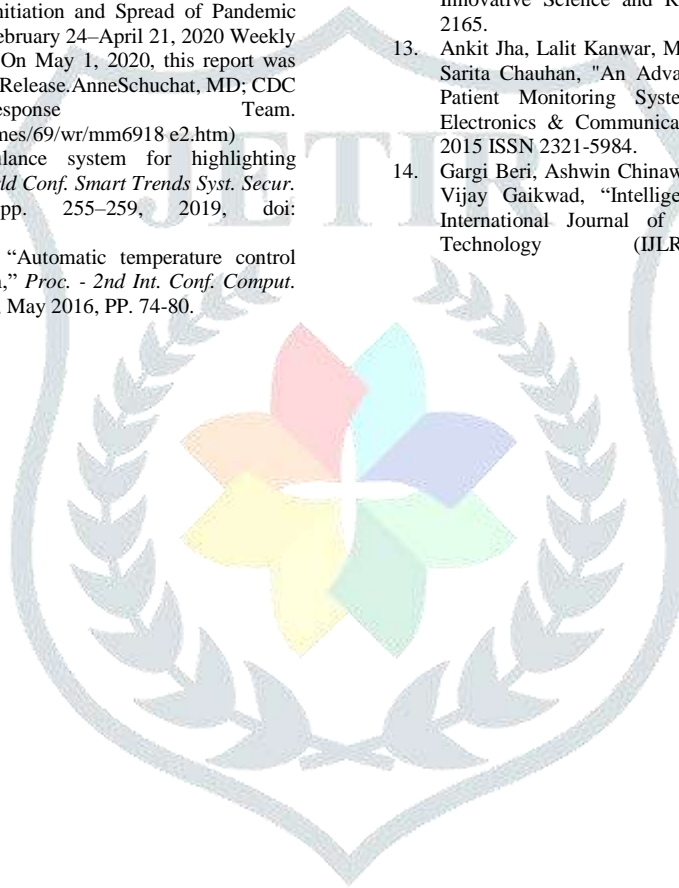 nitiation and Spread of Pandemic
ebruary 24–April 21, 2020 Weekly
On May 1, 2020, this report was
Release.AnneSchuchat, MD; CDC
esponse Team.
mes/69/wr/mm6918 e2.htm)
lance system for highlighting
ld Conf. Smart Trends Syst. Secur.
pp. 255–259, 2019, doi:
“Automatic temperature control
,” Proc. - 2nd Int. Conf. Comput.
May 2016, PP. 74-80.
Innovative Science and R
2165.
13. Ankit Jha, Lalit Kanwar, M
Sarita Chauhan, "An Adva
Patient Monitoring Syste
Electronics & Communica
2015 ISSN 2321-5984.
14. Gargi Beri, Ashwin Chinaw
Vijay Gaikwad, “Intellige
International Journal of
Technology (IJLR
JETIR